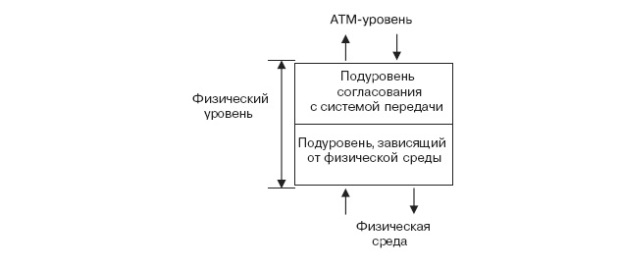 АТМ-уровень
Подуровень
согласования
с системой передачи
Физический
уровень
Подуровень, зависящий
от физической среды
Физическая
среда